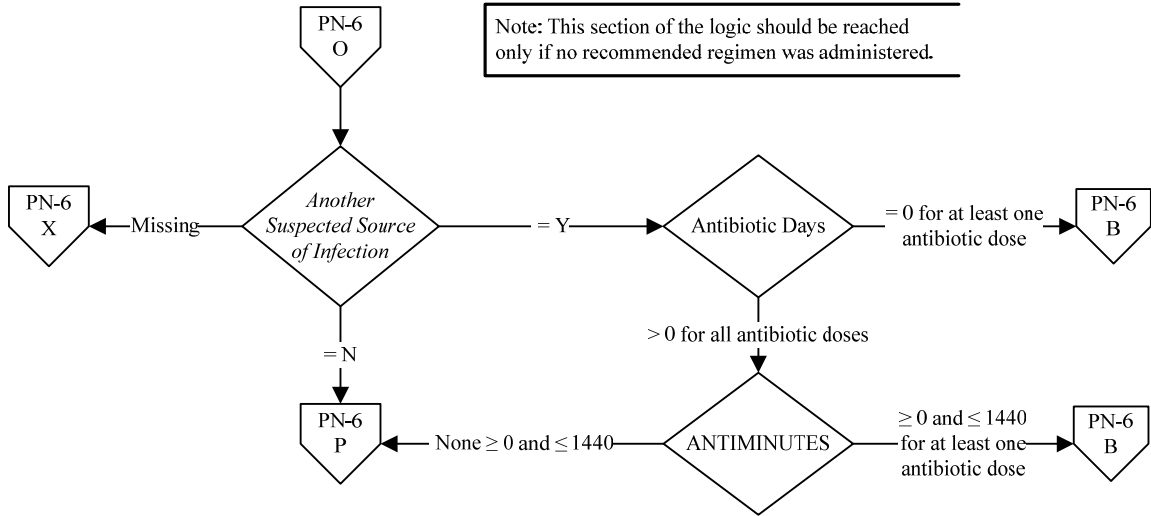 PN-6
O
Note: This section of the logic should be reached
only if no recommended regimen was administered.
PN-6
X
Missing
Another
Suspected Source
of Infection
= Y
Antibiotic Days
= 0 for at least one
antibiotic dose
PN-6
B
= N
> 0 for all antibiotic doses
PN-6
P
None ≥ 0 and ≤ 1440
ANTIMINUTES
≥ 0 and ≤ 1440
for at least one
antibiotic dose
PN-6
B